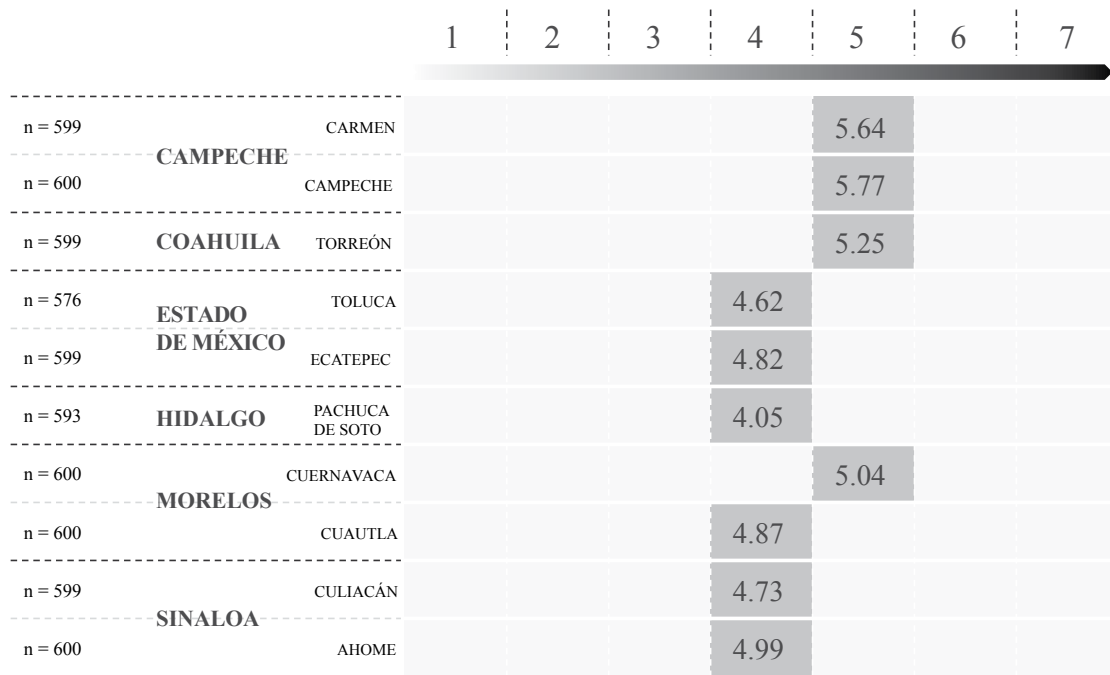 1 2 3 4 5 6 7
n = 599 CARMEN 5.64
CAMPECHE
n = 600 CAMPECHE 5.77
n = 599 COAHUILA TORREÓN 5.25
n = 576 TOLUCA 4.62
ESTADO
DE MÉXICO
n = 599 ECATEPEC 4.82
n = 593 HIDALGO PACHUCA 4.05
DE SOTO
n = 600 CUERNAVACA 5.04
MORELOS
n = 600 CUAUTLA 4.87
n = 599 CULIACÁN 4.73
SINALOA
n = 600 AHOME 4.99